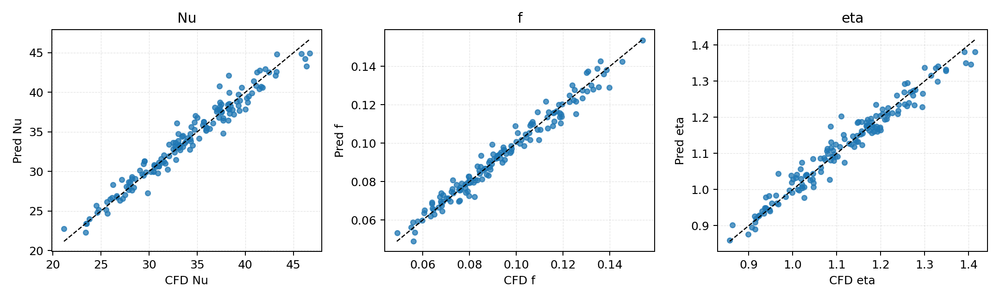 Nu
Pred Nu
45
40
35
30
25
20
20 25 30 35 40 45
CFD Nu
f
Pred f
0.14
0.12
0.10
0.08
0.06
0.06 0.08 0.10 0.12 0.14
CFD f
eta
Pred eta
1.4
1.3
1.2
1.1
1.0
0.9
0.9 1.0 1.1 1.2 1.3 1.4
CFD eta